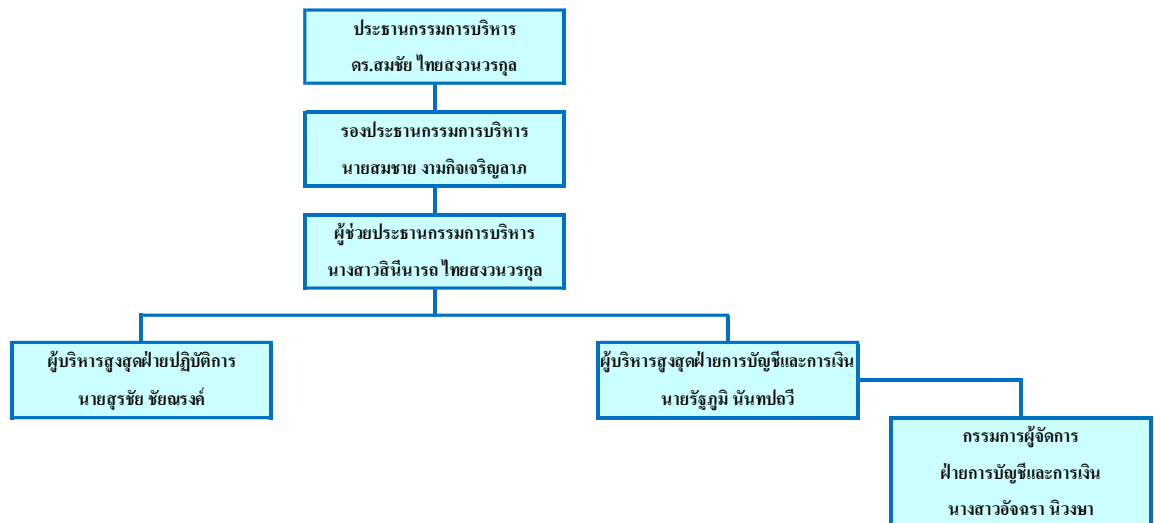 ประธานกรรมการบริหาร
ดร.สมชัย ไทยสงวนวรกุล
รองประธานกรรมการบริหาร
นายสมชาย งามกิจเจริญลาภ
ผู้ช่วยประธานกรรมการบริหาร
นางสาวสินีนารถ ไทยสงวนวรกุล
ผู้บริหารสูงสุดฝ่ายปฏิบัติการ
นายสุรชัย ชัยณรงค์
ผู้บริหารสูงสุดฝ่ายการบัญชีและการเงิน
นายรัฐภูมิ นันทปถวี
กรรมการผู้จัดการ
ฝ่ายการบัญชีและการเงิน
นางสาวอัจฉรา นิวงษา